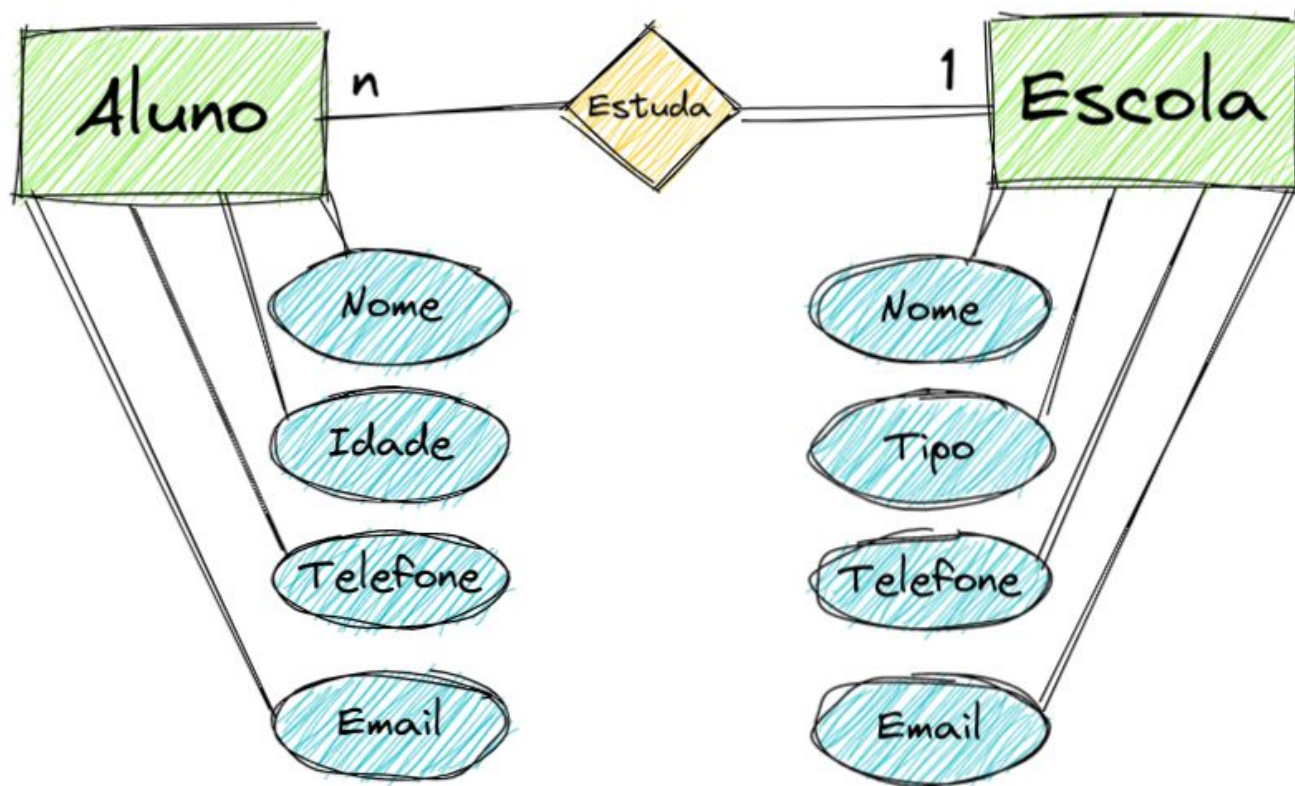 Aluno
n
Estuda
1
Escola
Nome
Idade
Telefone
Email
Nome
Tipo
Telefone
Email